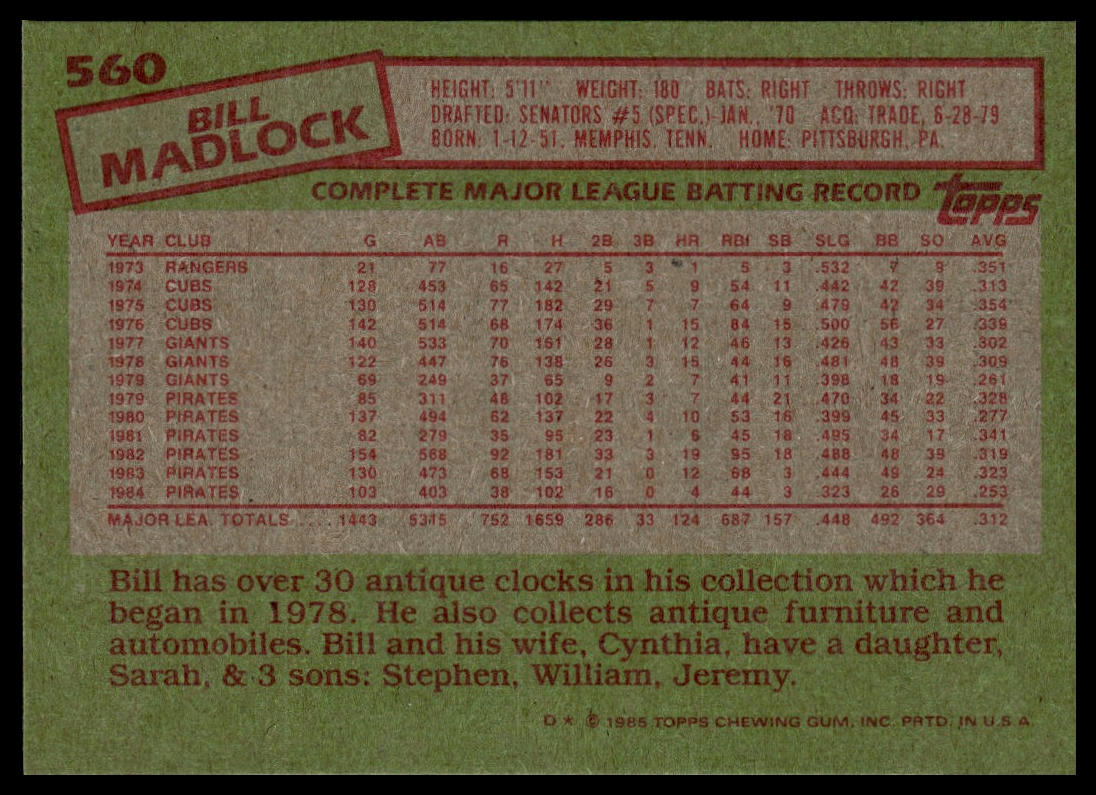 560
BILL
MADLOCK
HEIGHT: 5'11" WEIGHT: 180 BATS: RIGHT THROWS: RIGHT
DRAFTED: SENATORS #5 (SPEC.)-JAN., '70 ACQ: TRADE, 6-28-79
BORN: 1-12-51, MEMPHIS, TENN. HOME: PITTSBURGH, PA.
COMPLETE MAJOR LEAGUE BATTING RECORD topps
YEAR CLUB G AB R H 2B 3B HR RBI SB SLG BB SO AVG
1973 RANGERS 21 77 16 27 5 3 1 5 3 .532 7 9 .351
1974 CUBS 128 453 65 142 21 5 9 54 11 .442 42 39 .313
1975 CUBS 130 514 77 182 29 7 7 64 9 .479 42 34 .354
1976 CUBS 142 514 68 174 36 1 15 84 15 .500 56 27 .339
1977 GIANTS 140 533 70 161 28 1 12 46 13 .426 43 33 .302
1978 GIANTS 122 447 76 138 26 3 15 44 16 .481 48 39 .309
1979 GIANTS 69 249 37 65 9 2 7 41 11 .398 18 19 .261
1979 PIRATES 85 311 48 102 17 3 7 44 21 .470 34 22 .328
1980 PIRATES 137 494 62 137 22 4 10 53 16 .399 45 33 .277
1981 PIRATES 82 279 35 95 23 1 6 45 18 .495 34 17 .341
1982 PIRATES 154 568 92 181 33 3 19 95 18 .488 48 39 .319
1983 PIRATES 130 473 68 153 21 0 12 68 3 .444 49 24 .323
1984 PIRATES 103 403 38 102 16 0 4 44 3 .323 26 29 .253
MAJOR LEA. TOTALS .... 1443 5315 752 1659 286 33 124 687 157 .448 492 364 .312
Bill has over 30 antique clocks in his collection which he
began in 1978. He also collects antique furniture and
automobiles. Bill and his wife, Cynthia, have a daughter,
Sarah, & 3 sons: Stephen, William, Jeremy.
D * © 1985 TOPPS CHEWING GUM, INC. PRTD. IN U.S.A.